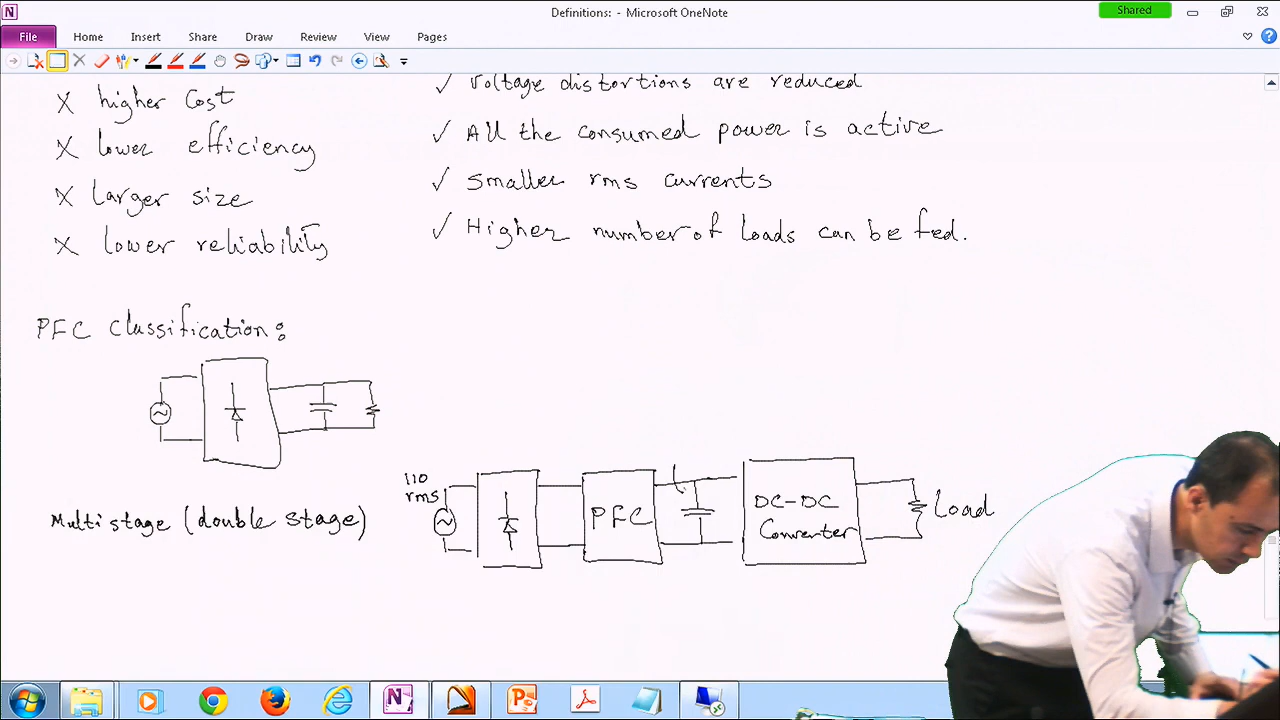 Definitions: - Microsoft OneNote
Shared
File Home Insert Share Draw Review View Pages
X higher Cost
X lower efficiency
X larger size
X lower reliability
✓ Voltage distortions are reduced
✓ All the consumed power is active
✓ Smaller rms currents
✓ Higher number of loads can be fed.
PFC Classification:
Multistage (double stage)
110
rms
PFC
DC-DC
Converter
Load